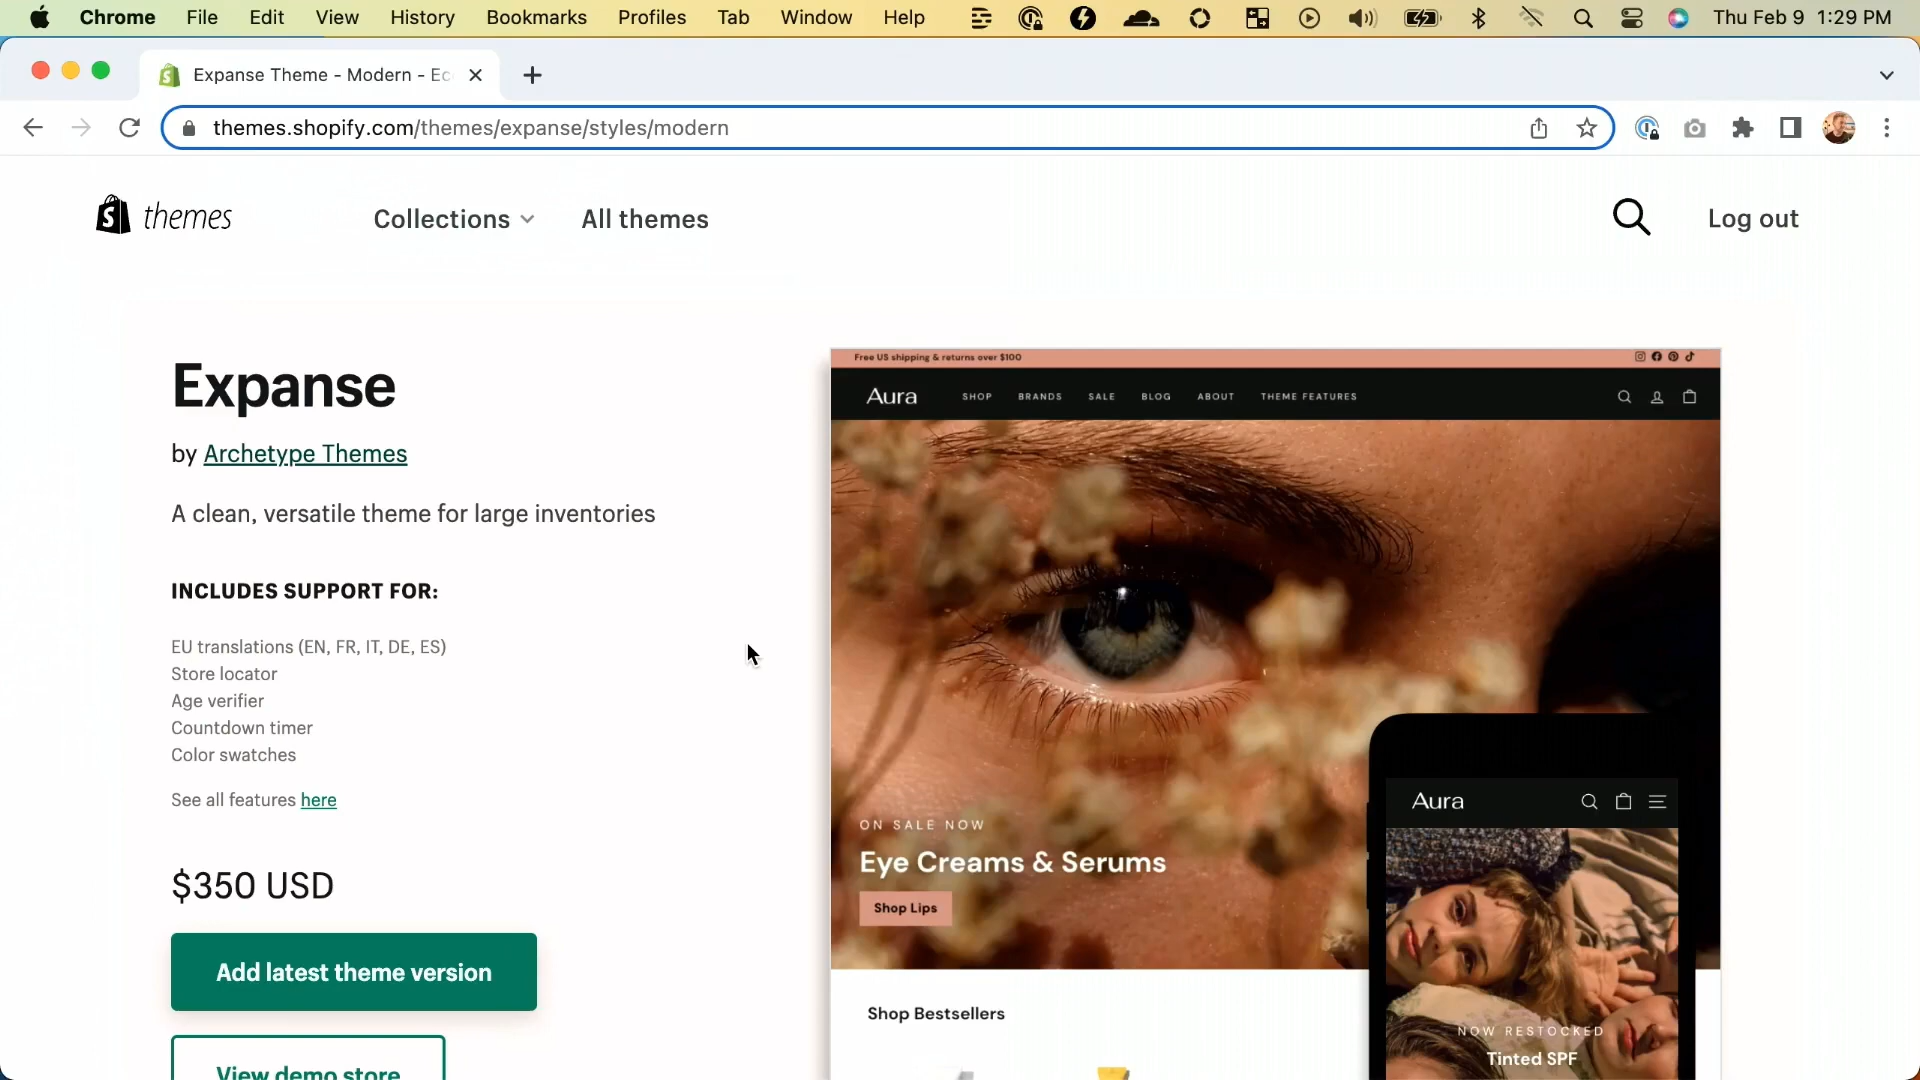 Chrome File Edit View History Bookmarks Profiles Tab Window Help Thu Feb 9 1:29 PM
Expanse Theme - Modern - Ec
themes.shopify.com/themes/expanse/styles/modern
themes Collections All themes Log out
Expanse
by Archetype Themes
A clean, versatile theme for large inventories
INCLUDES SUPPORT FOR:
EU translations (EN, FR, IT, DE, ES)
Store locator
Age verifier
Countdown timer
Color swatches
See all features here
$350 USD
Add latest theme version
View demo store
Free US shipping & returns over $100
Aura SHOP BRANDS SALE BLOG ABOUT THEME FEATURES
ON SALE NOW
Eye Creams & Serums
Shop Lips
Shop Bestsellers
Aura
NOW RESTOCKED
Tinted SPF